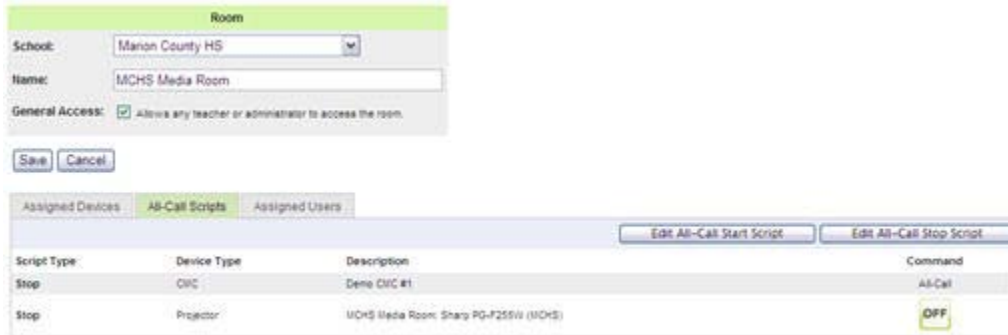 Room
School: Marion County HS
Name: MCHS Media Room
General Access: Allows any teacher or administrator to access the room.
Save Cancel
Assigned Devices All-Call Scripts Assigned Users
Edit All-Call Start Script Edit All-Call Stop Script
Script Type Device Type Description Command
Stop CMC Demo CMC #1 All-Call
Stop Projector MCHS Media Room: Sharp PG-F255W (MCHS) OFF